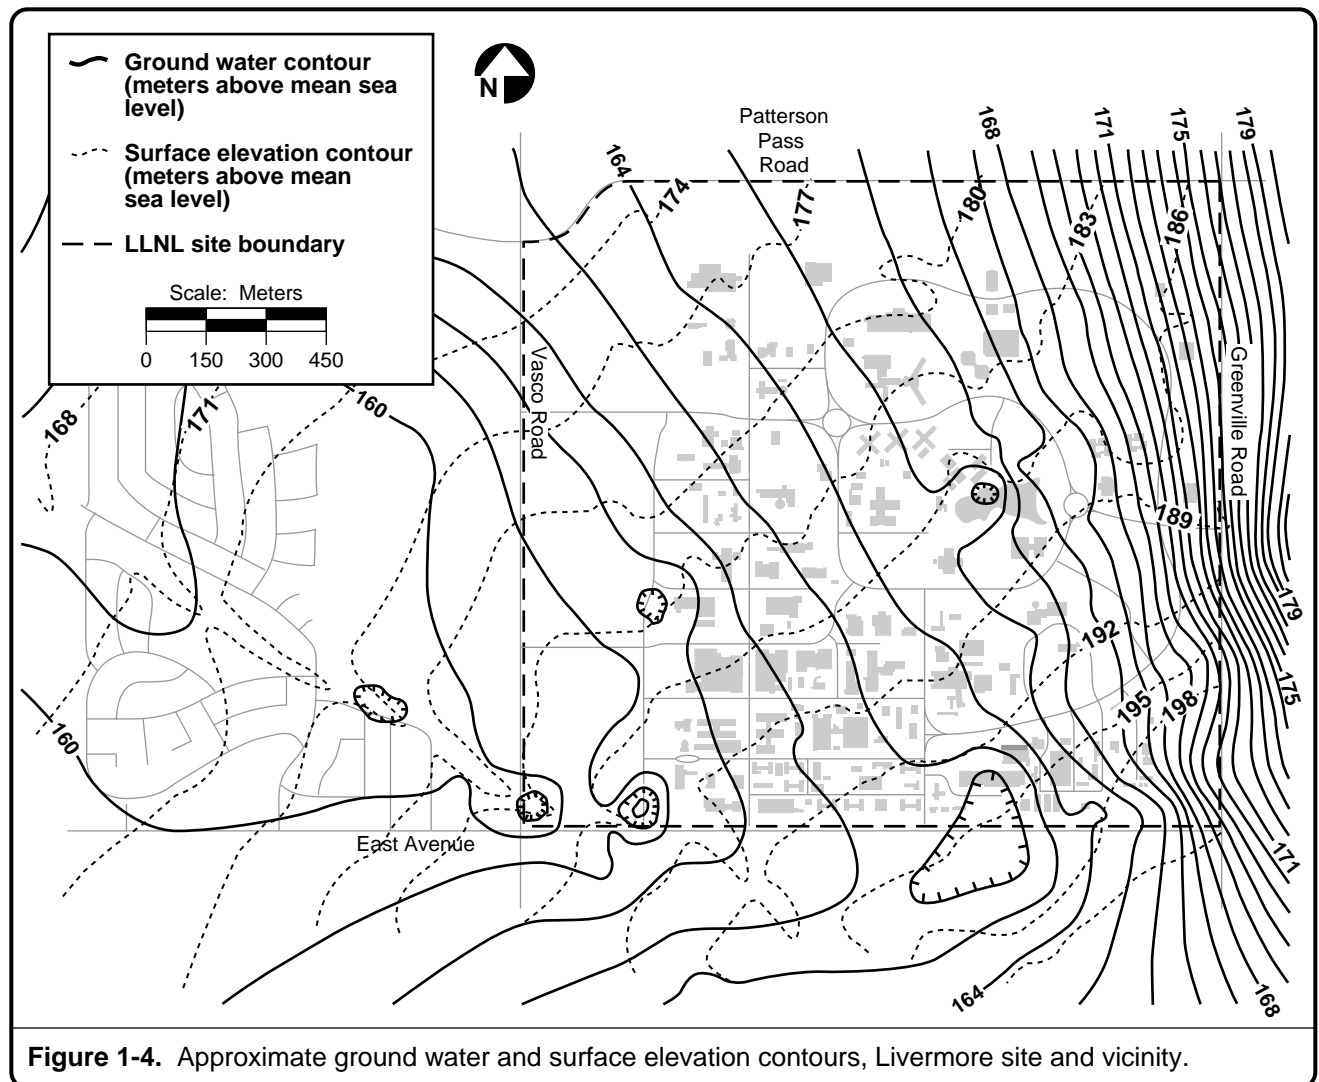 Ground water contour
(meters above mean sea
level)
Surface elevation contour
(meters above mean
sea level)
LLNL site boundary
Scale: Meters
0 150 300 450
N
Patterson
Pass
Road
164
174
177
168
180
171
183
175
186
179
168
171
160
Vasco Road
Greenville Road
189
179
192
195
198
175
160
East Avenue
171
164
168
Figure 1-4. Approximate ground water and surface elevation contours, Livermore site and vicinity.